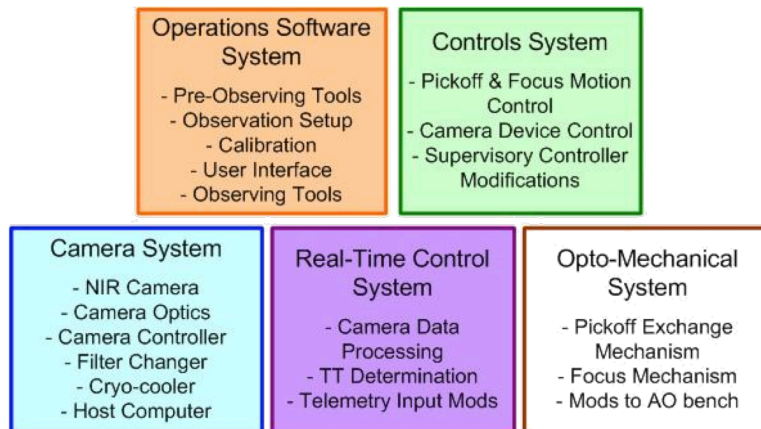 Operations Software
System
- Pre-Observing Tools
- Observation Setup
- Calibration
- User Interface
- Observing Tools
Controls System
- Pickoff & Focus Motion
Control
- Camera Device Control
- Supervisory Controller
Modifications
Camera System
- NIR Camera
- Camera Optics
- Camera Controller
- Filter Changer
- Cryo-cooler
- Host Computer
Real-Time Control
System
- Camera Data
Processing
- TT Determination
- Telemetry Input Mods
Opto-Mechanical
System
- Pickoff Exchange
Mechanism
- Focus Mechanism
- Mods to AO bench